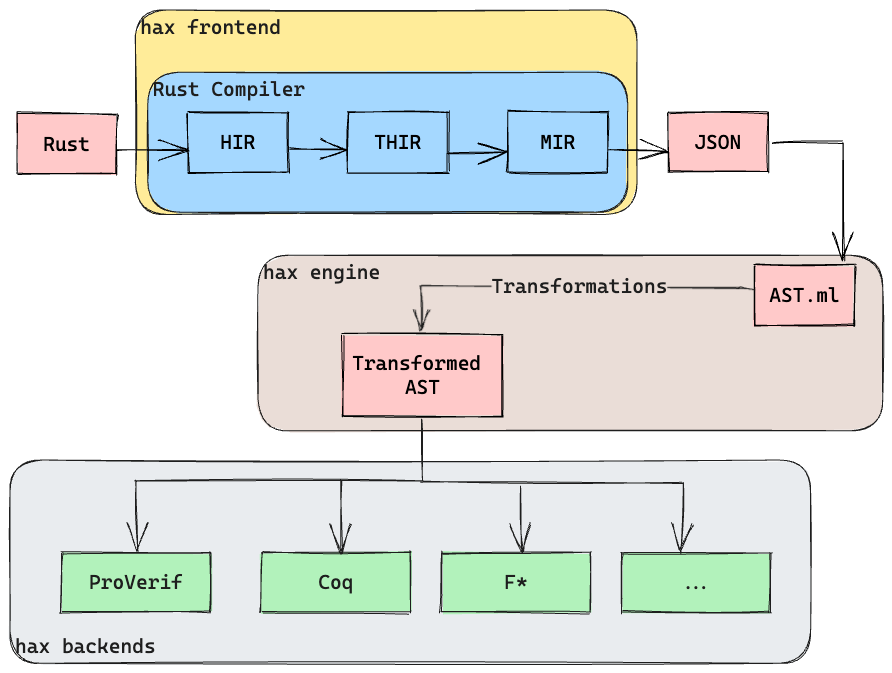 hax frontend
Rust Compiler
Rust
HIR
THIR
MIR
JSON
hax engine
Transformations
AST.ml
Transformed
AST
ProVerif
Coq
F*
...
hax backends